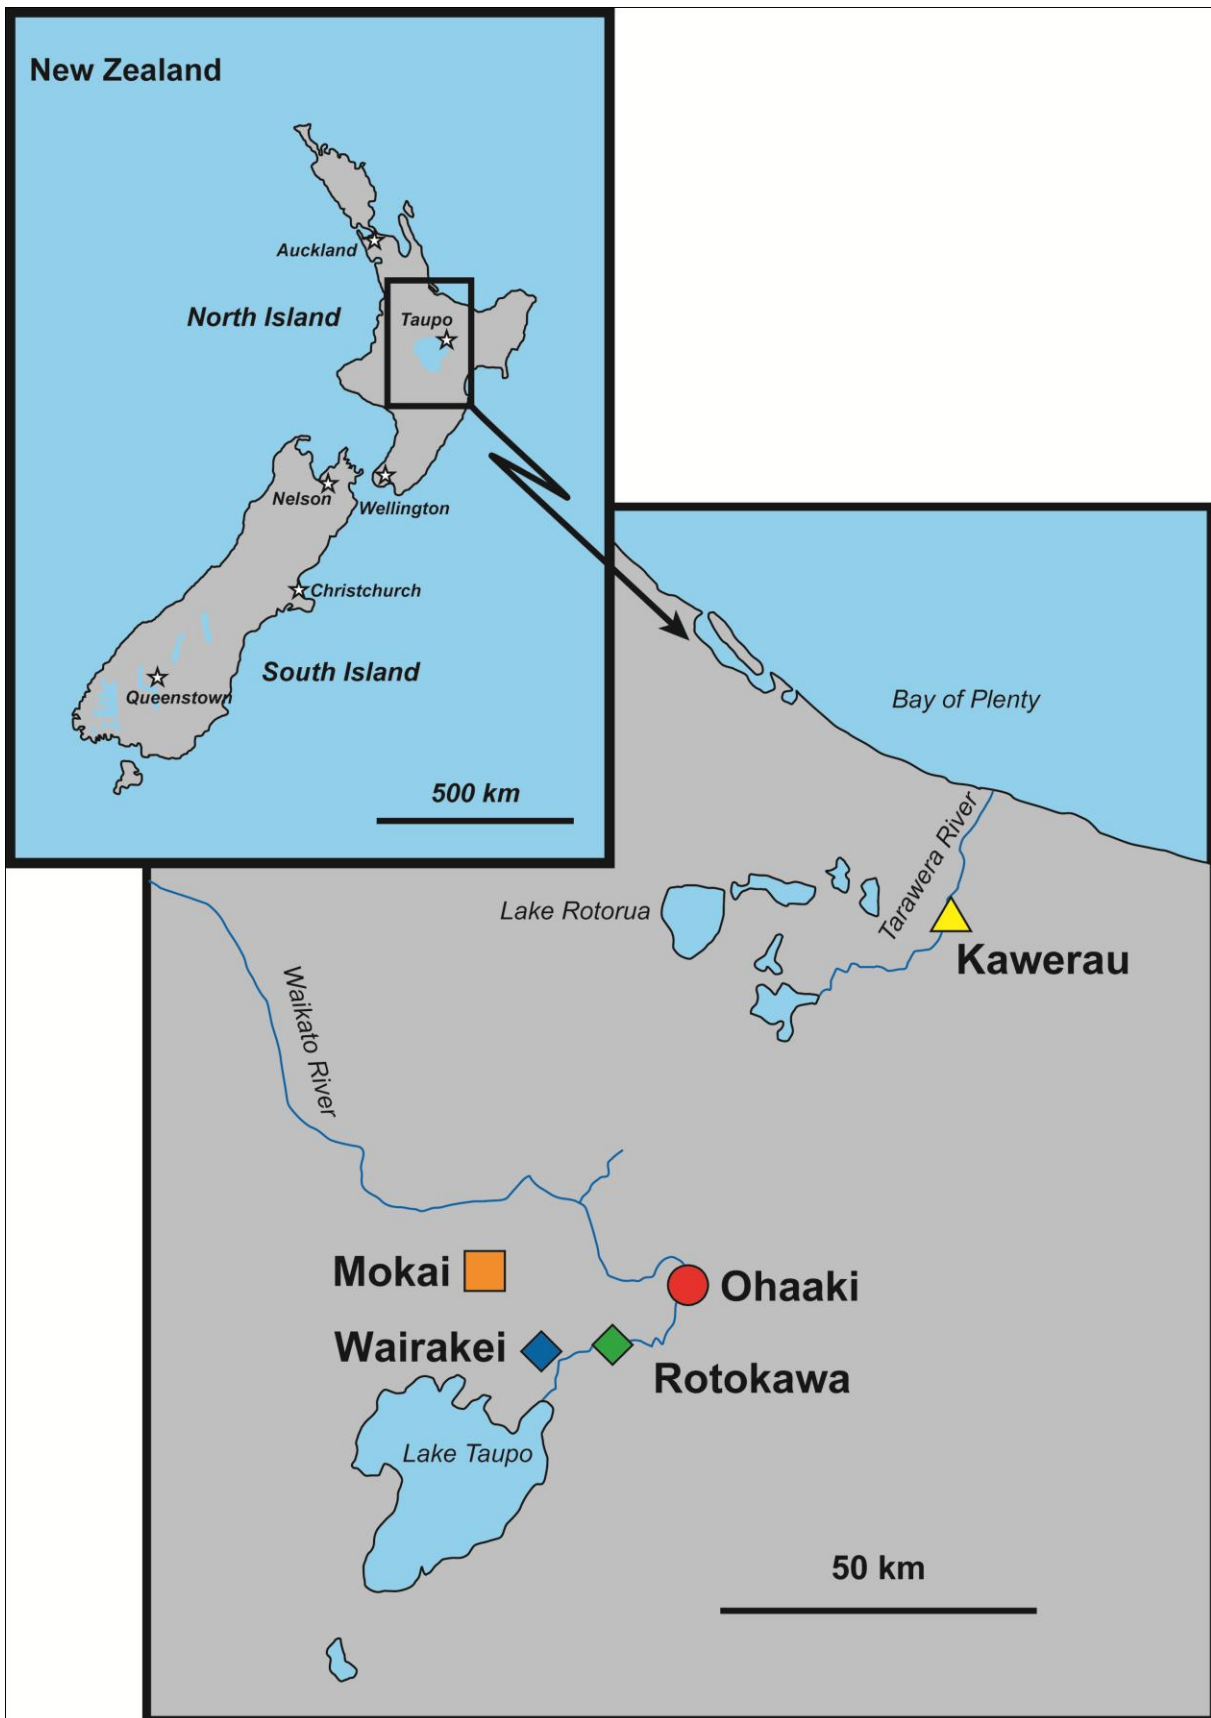 New Zealand
Auckland
North Island
Taupo
Nelson
Wellington
Christchurch
South Island
Queenstown
500 km
Bay of Plenty
Tarawera River
Lake Rotorua
Kawerau
Waikato River
Mokai
Ohaaki
Wairakei
Rotokawa
Lake Taupo
50 km